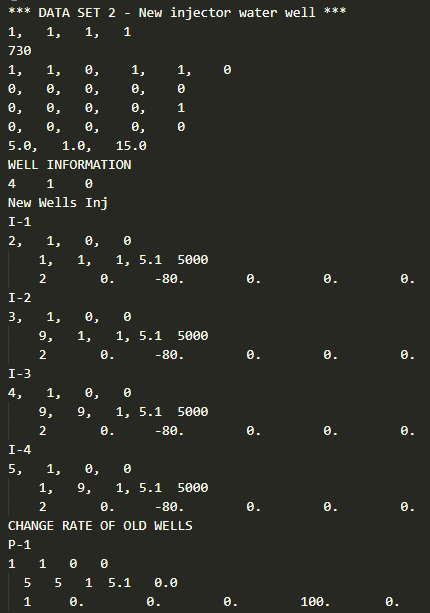 *** DATA SET 2 - New injector water well ***
1, 1, 1, 1
730
1, 1, 0, 1, 1, 0
0, 0, 0, 0, 0
0, 0, 0, 0, 1
0, 0, 0, 0, 0
5.0, 1.0, 15.0
WELL INFORMATION
4 1 0
New Wells Inj
I-1
2, 1, 0, 0
1, 1, 1, 5.1 5000
2 0. -80. 0. 0. 0.
I-2
3, 1, 0, 0
9, 1, 1, 5.1 5000
2 0. -80. 0. 0. 0.
I-3
4, 1, 0, 0
9, 9, 1, 5.1 5000
2 0. -80. 0. 0. 0.
I-4
5, 1, 0, 0
1, 9, 1, 5.1 5000
2 0. -80. 0. 0. 0.
CHANGE RATE OF OLD WELLS
P-1
1 1 0 0
5 5 1 5.1 0.0
1 0. 0. 0. 100. 0.